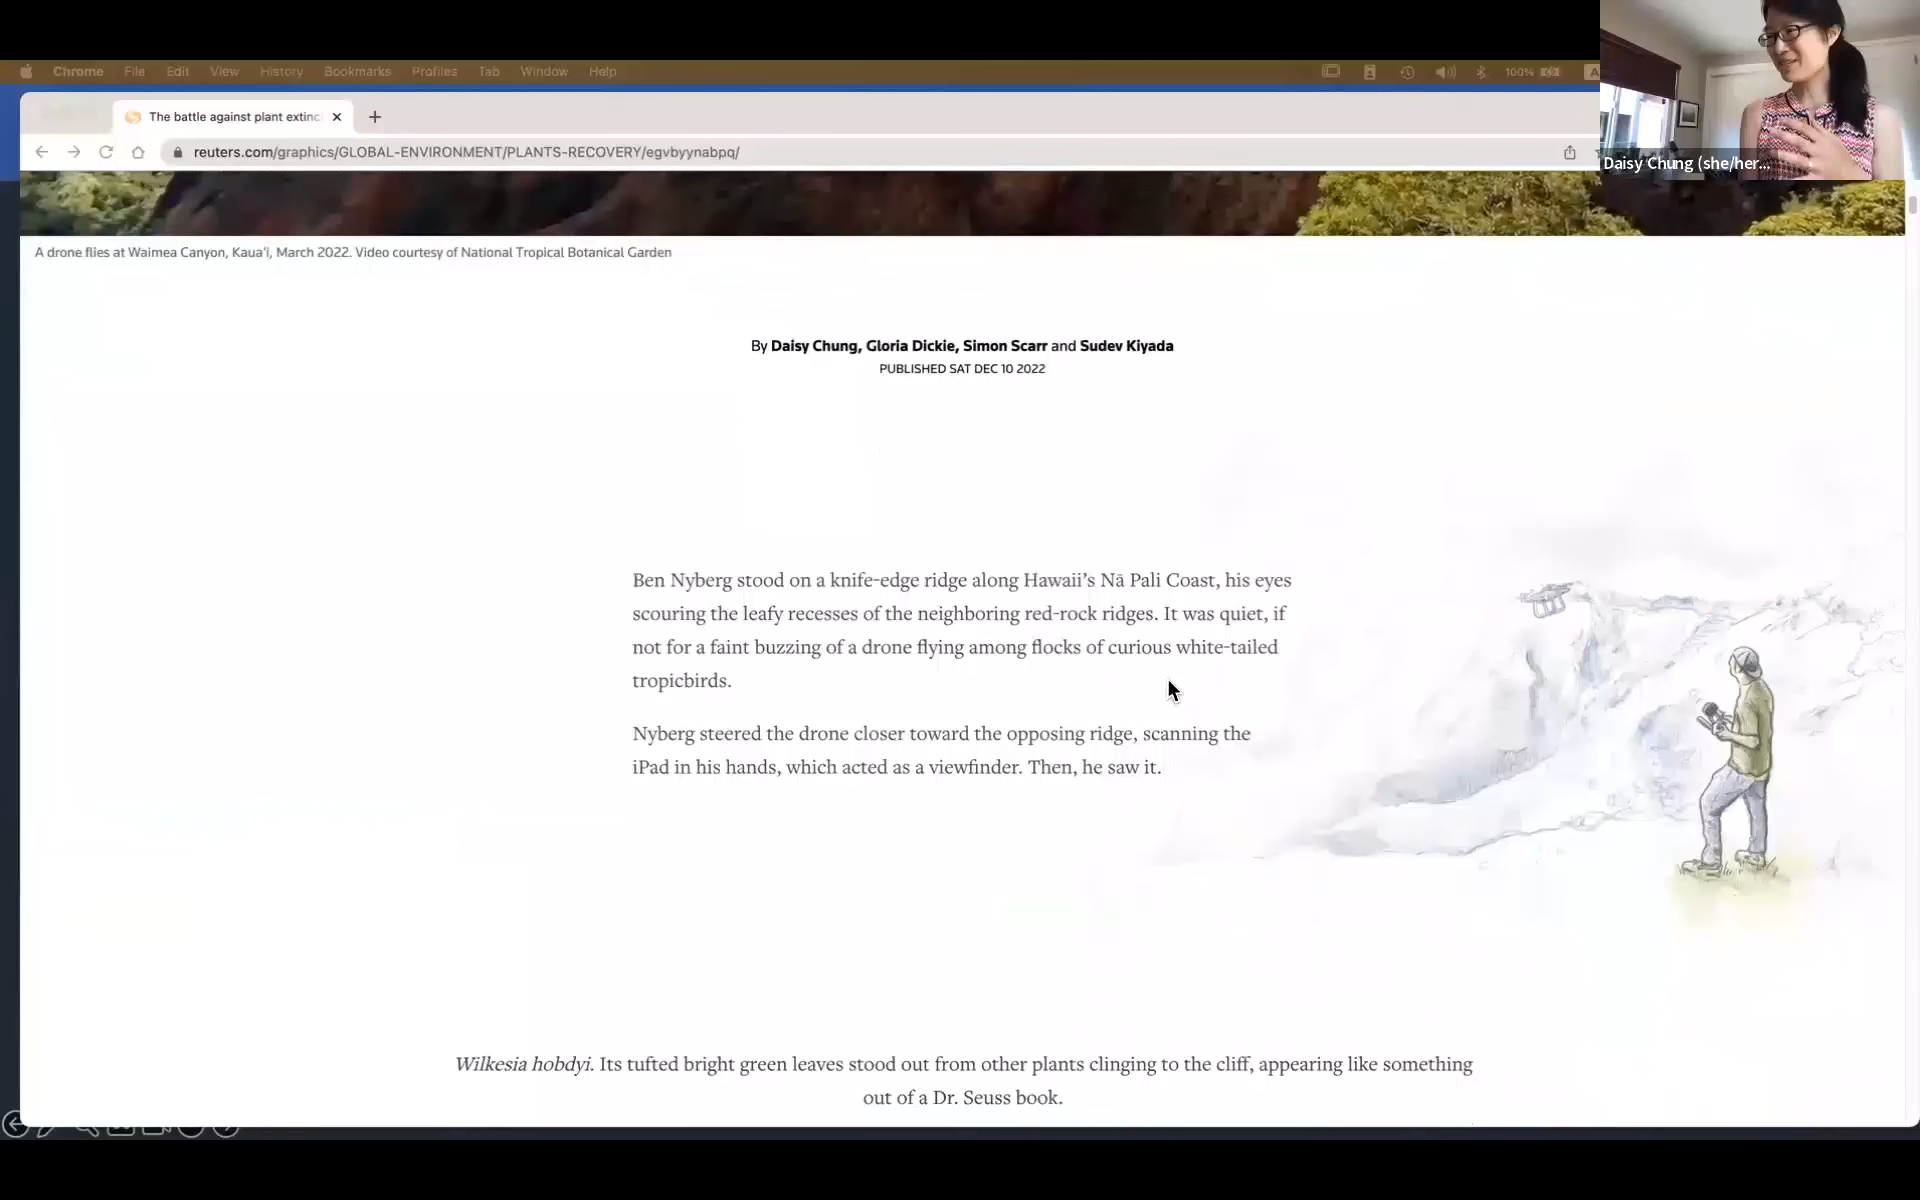 Chrome File Edit View History Bookmarks Profiles Tab Window Help 100% A
The battle against plant extinc
reuters.com/graphics/GLOBAL-ENVIRONMENT/PLANTS-RECOVERY/egvbyynabpq/
Daisy Chung (she/her...
A drone flies at Waimea Canyon, Kauaʻi, March 2022. Video courtesy of National Tropical Botanical Garden
By Daisy Chung, Gloria Dickie, Simon Scarr and Sudev Kiyada
PUBLISHED SAT DEC 10 2022
Ben Nyberg stood on a knife-edge ridge along Hawaii’s Nā Pali Coast, his eyes
scouring the leafy recesses of the neighboring red-rock ridges. It was quiet, if
not for a faint buzzing of a drone flying among flocks of curious white-tailed
tropicbirds.
Nyberg steered the drone closer toward the opposing ridge, scanning the
iPad in his hands, which acted as a viewfinder. Then, he saw it.
Wilkesia hobdyi. Its tufted bright green leaves stood out from other plants clinging to the cliff, appearing like something
out of a Dr. Seuss book.